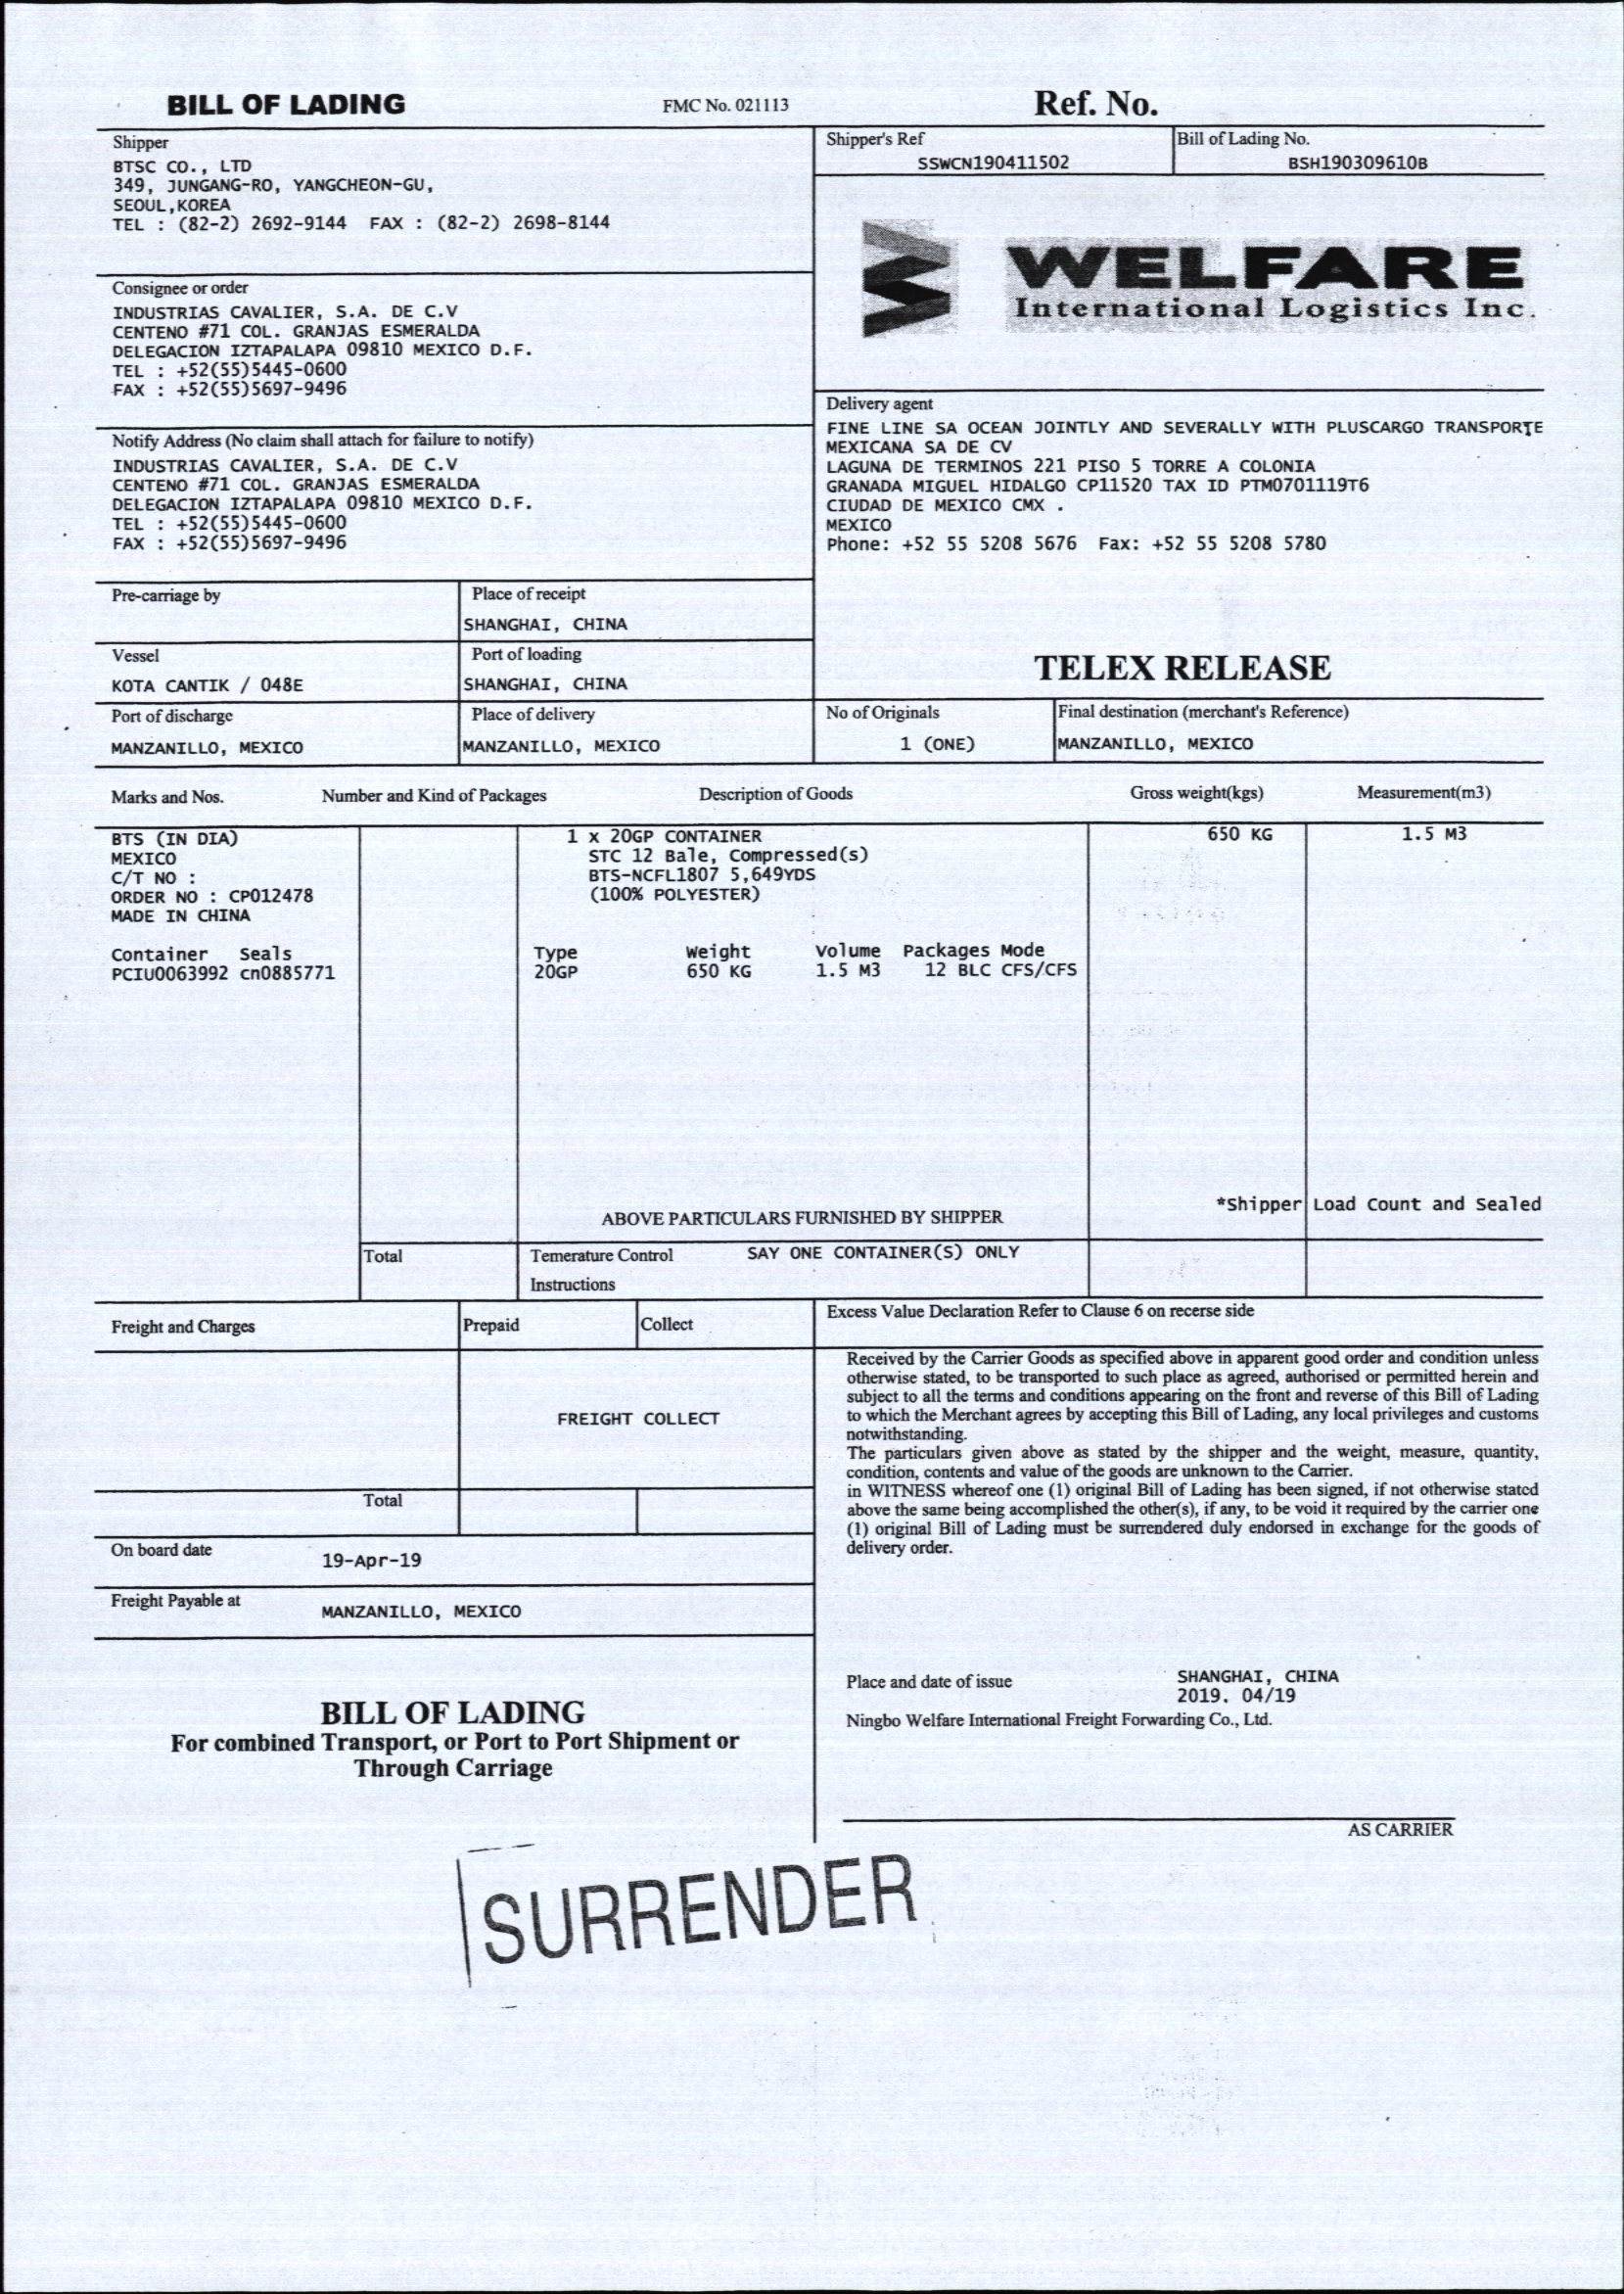 BILL OF LADING
FMC No. 021113
Ref. No.
Shipper
BTSC CO., LTD
349, JUNGANG-RO, YANGCHEON-GU,
SEOUL,KOREA
TEL : (82-2) 2692-9144 FAX : (82-2) 2698-8144
Shipper's Ref
SSWCN190411502
Bill of Lading No.
BSH190309610B
WELFARE
International Logistics Inc.
Consignee or order
INDUSTRIAS CAVALIER, S.A. DE C.V
CENTENO #71 COL. GRANJAS ESMERALDA
DELEGACION IZTAPALAPA 09810 MEXICO D.F.
TEL : +52(55)5445-0600
FAX : +52(55)5697-9496
Delivery agent
FINE LINE SA OCEAN JOINTLY AND SEVERALLY WITH PLUSCARGO TRANSPORTE
MEXICANA SA DE CV
LAGUNA DE TERMINOS 221 PISO 5 TORRE A COLONIA
GRANADA MIGUEL HIDALGO CP11520 TAX ID PTM0701119T6
CIUDAD DE MEXICO CMX .
MEXICO
Phone: +52 55 5208 5676 Fax: +52 55 5208 5780
Notify Address (No claim shall attach for failure to notify)
INDUSTRIAS CAVALIER, S.A. DE C.V
CENTENO #71 COL. GRANJAS ESMERALDA
DELEGACION IZTAPALAPA 09810 MEXICO D.F.
TEL : +52(55)5445-0600
FAX : +52(55)5697-9496
Pre-carriage by
Place of receipt
SHANGHAI, CHINA
Vessel
KOTA CANTIK / 048E
Port of loading
SHANGHAI, CHINA
TELEX RELEASE
Port of discharge
MANZANILLO, MEXICO
Place of delivery
MANZANILLO, MEXICO
No of Originals
1 (ONE)
Final destination (merchant's Reference)
MANZANILLO, MEXICO
Marks and Nos. Number and Kind of Packages Description of Goods Gross weight(kgs) Measurement(m3)
BTS (IN DIA)
MEXICO
C/T NO :
ORDER NO : CP012478
MADE IN CHINA
1 x 20GP CONTAINER
STC 12 Bale, Compressed(s)
BTS-NCFL1807 5,649YDS
(100% POLYESTER)
650 KG
1.5 M3
Container Seals Type Weight Volume Packages Mode
PCIU0063992 cn0885771 20GP 650 KG 1.5 M3 12 BLC CFS/CFS
*Shipper Load Count and Sealed
ABOVE PARTICULARS FURNISHED BY SHIPPER
Total
Temerature Control
Instructions
SAY ONE CONTAINER(S) ONLY
Freight and Charges
Prepaid
Collect
Excess Value Declaration Refer to Clause 6 on recerse side
FREIGHT COLLECT
Received by the Carrier Goods as specified above in apparent good order and condition unless
otherwise stated, to be transported to such place as agreed, authorised or permitted herein and
subject to all the terms and conditions appearing on the front and reverse of this Bill of Lading
to which the Merchant agrees by accepting this Bill of Lading, any local privileges and customs
notwithstanding.
The particulars given above as stated by the shipper and the weight, measure, quantity,
condition, contents and value of the goods are unknown to the Carrier.
in WITNESS whereof one (1) original Bill of Lading has been signed, if not otherwise stated
above the same being accomplished the other(s), if any, to be void it required by the carrier one
(1) original Bill of Lading must be surrendered duly endorsed in exchange for the goods of
delivery order.
Total
On board date
19-Apr-19
Freight Payable at
MANZANILLO, MEXICO
Place and date of issue
SHANGHAI, CHINA
2019. 04/19
Ningbo Welfare International Freight Forwarding Co., Ltd.
BILL OF LADING
For combined Transport, or Port to Port Shipment or
Through Carriage
AS CARRIER
SURRENDER